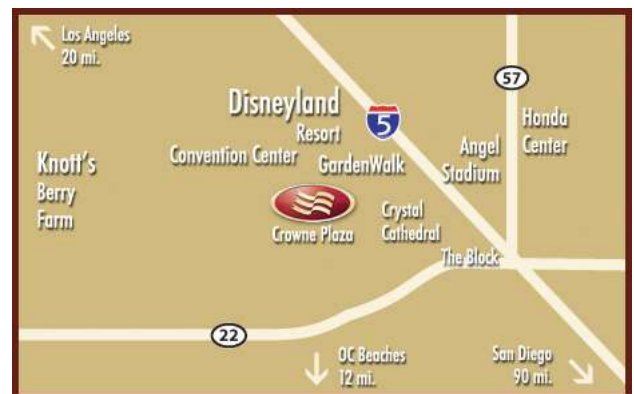 Los Angeles
20 mi.
57
Disneyland
Resort
5
Honda
Center
Angel
Stadium
Convention Center
GardenWalk
Knott's
Berry
Farm
Crowne Plaza
Crystal
Cathedral
The Block
22
OC Beaches
12 mi.
San Diego
90 mi.